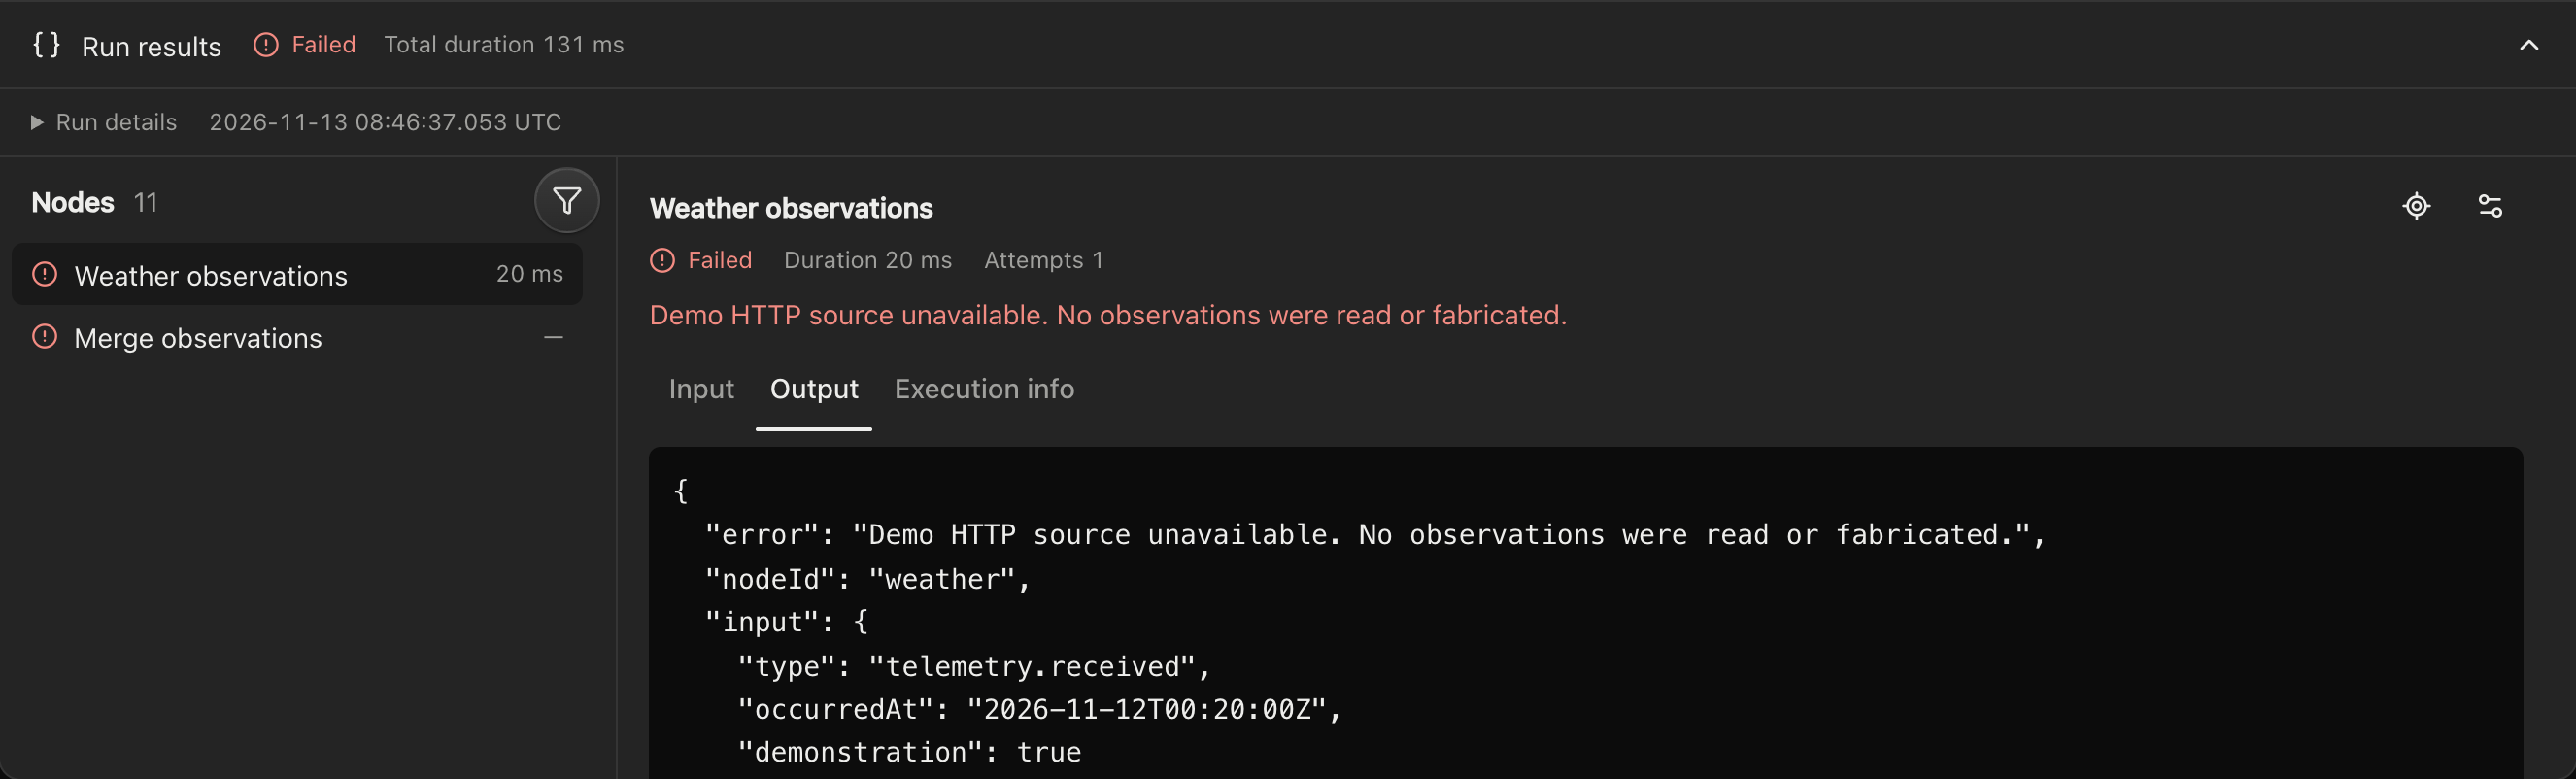 {} Run results Failed Total duration 131 ms
Run details 2026-11-13 08:46:37.053 UTC
Nodes 11
Weather observations 20 ms
Merge observations —
Weather observations
Failed Duration 20 ms Attempts 1
Demo HTTP source unavailable. No observations were read or fabricated.
Input Output Execution info
{
  "error": "Demo HTTP source unavailable. No observations were read or fabricated.",
  "nodeId": "weather",
  "input": {
    "type": "telemetry.received",
    "occurredAt": "2026-11-12T00:20:00Z",
    "demonstration": true